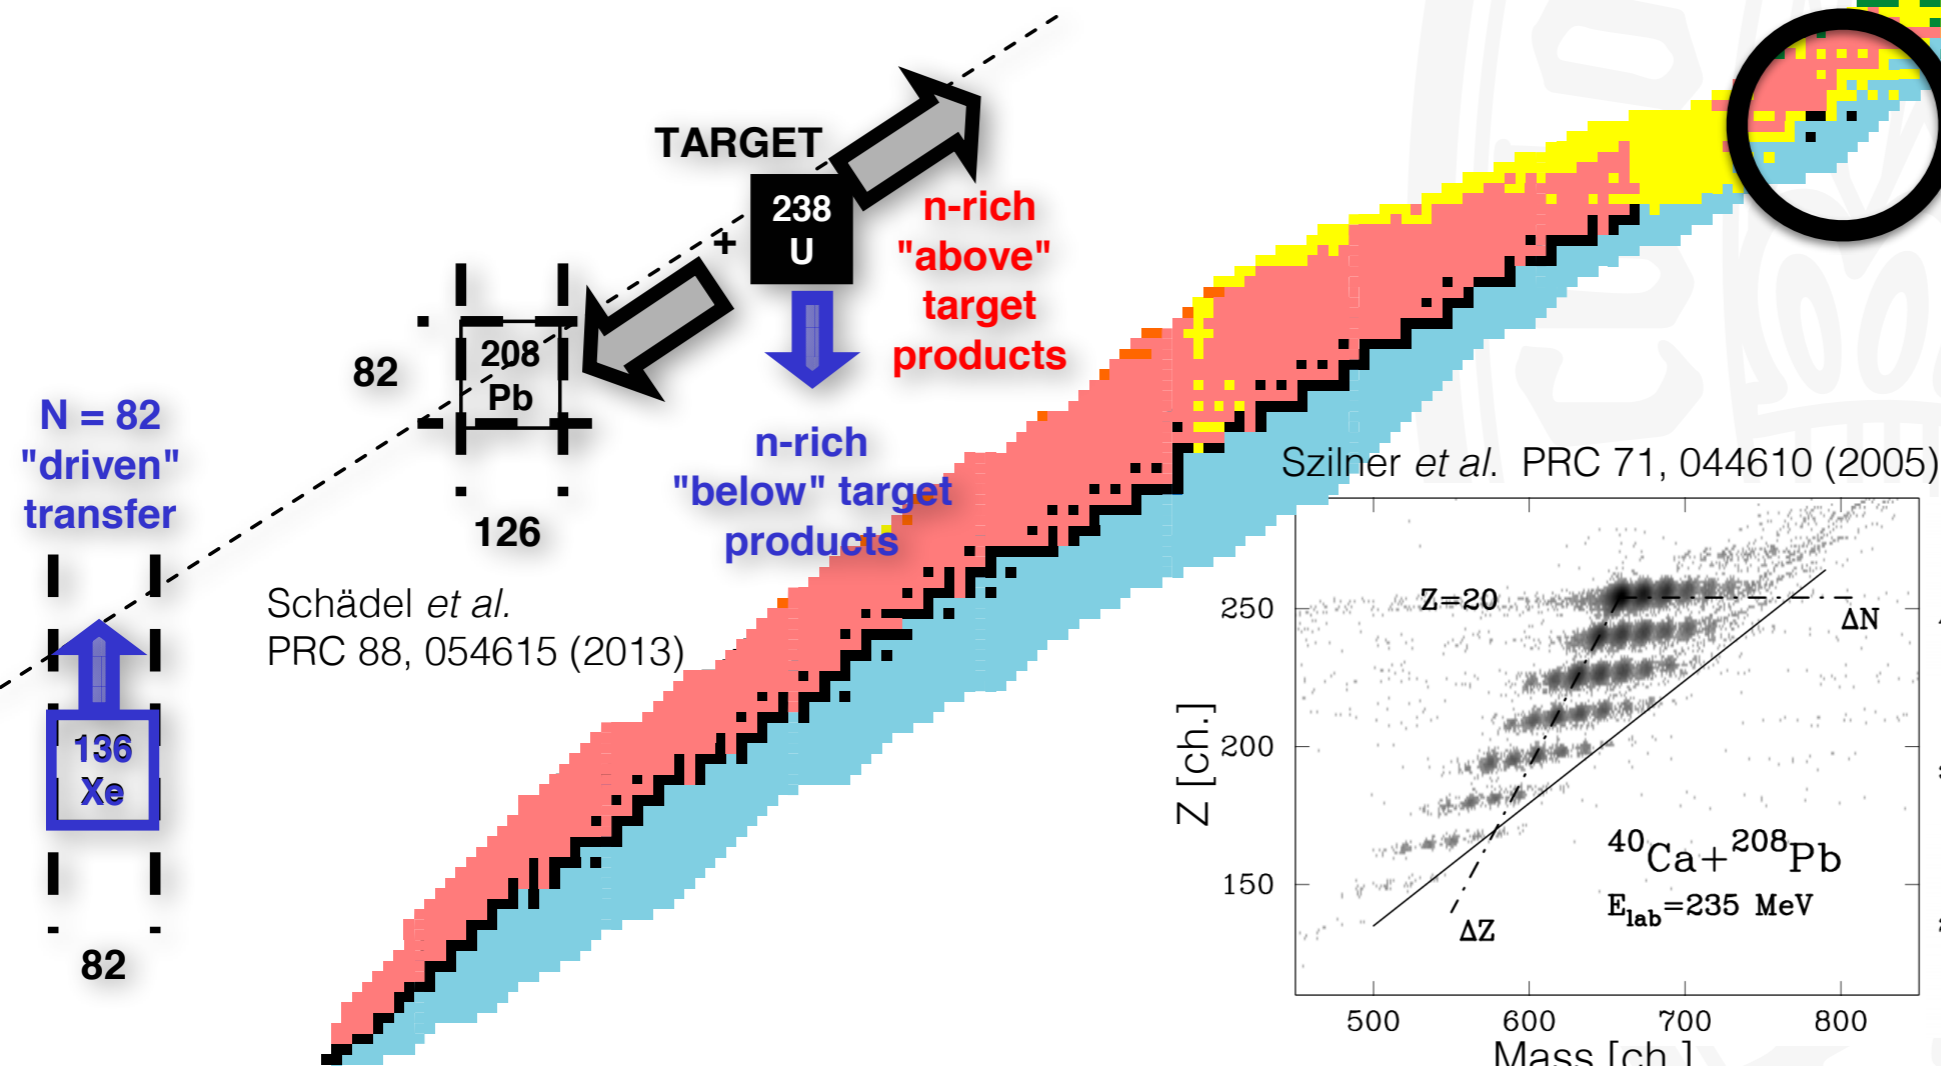 TARGET
238
U
+
n-rich
"above"
target
products
208
Pb
82
126
N = 82
"driven"
transfer
n-rich
"below" target
products
Schädel et al.
PRC 88, 054615 (2013)
136
Xe
82
Szilner et al. PRC 71, 044610 (2005)
Z=20
ΔN
250
200
150
Z [ch.]
40Ca+208Pb
Elab=235 MeV
ΔZ
500 600 700 800
Mass [ch.]